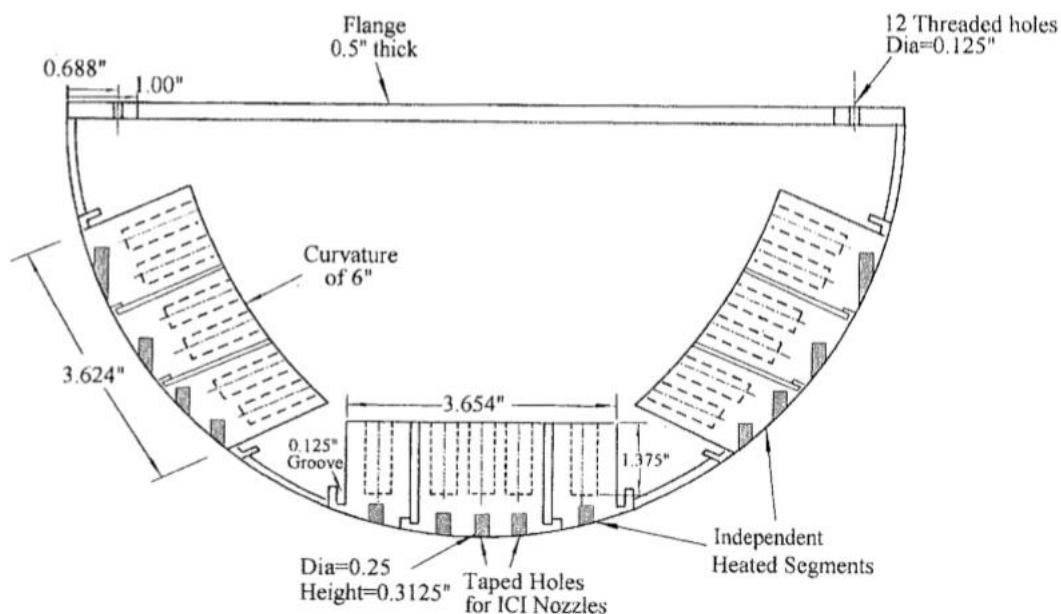 Flange
0.5" thick
12 Threaded holes
Dia=0.125"
0.688"
1.00"
Curvature
of 6"
3.624"
3.654"
0.125"
Groove
1.375"
Independent
Heated Segments
Dia=0.25
Height=0.3125"
Taped Holes
for ICI Nozzles